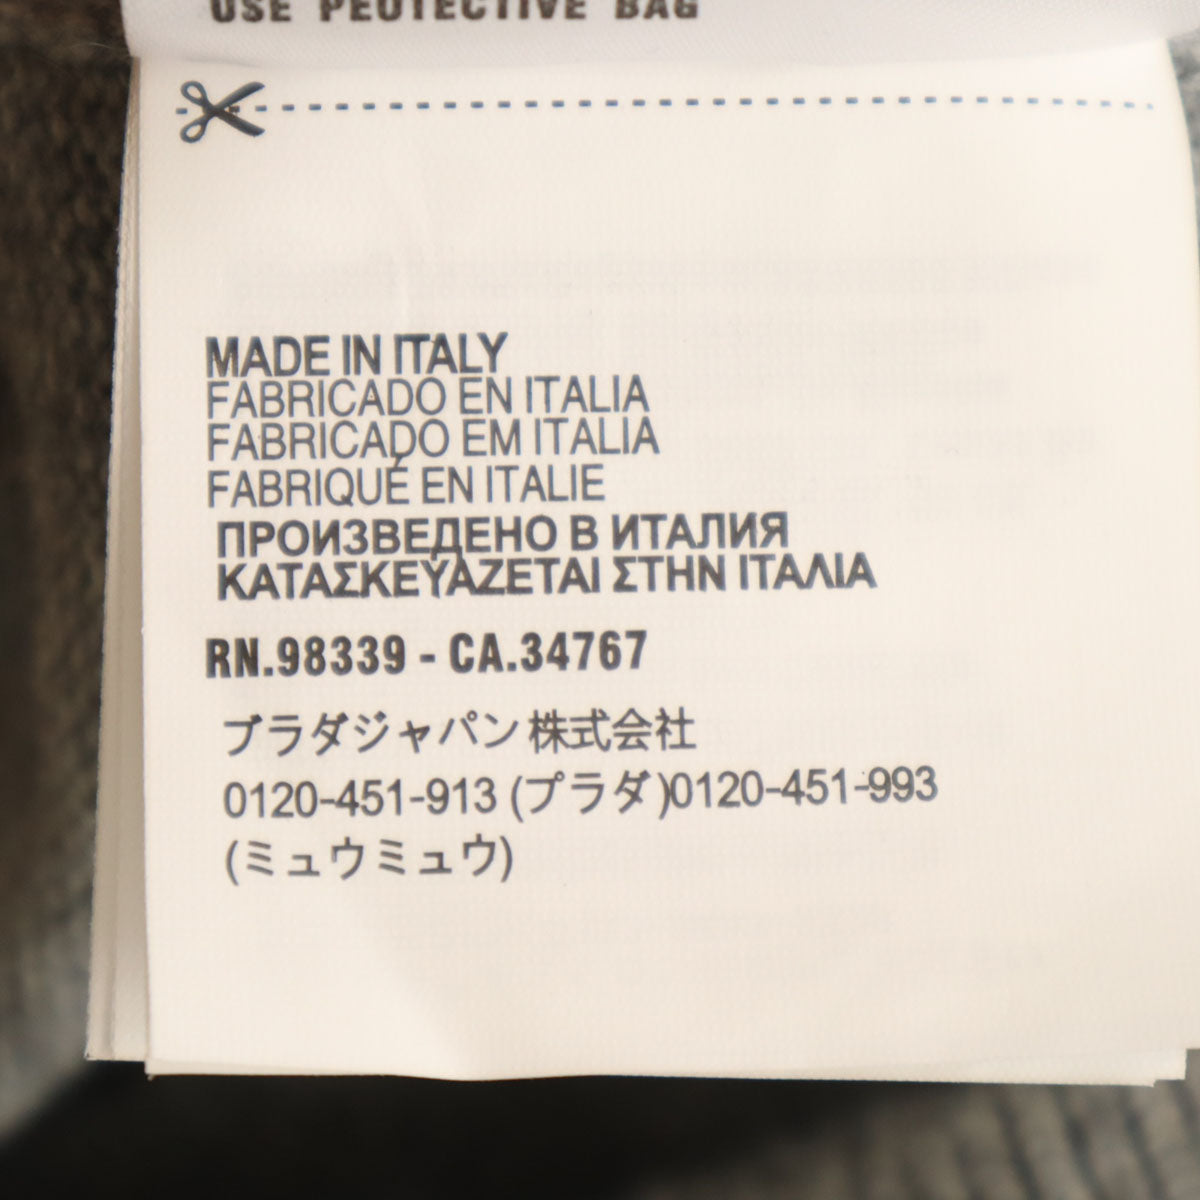 USE PEOTECTIVE BAG
MADE IN ITALY
FABRICADO EN ITALIA
FABRICADO EM ITALIA
FABRIQUÉ EN ITALIE
ПРОИЗВЕДЕНО В ИТАЛИЯ
ΚΑΤΑΣΚΕΥΑΖΕΤΑΙ ΣΤΗΝ ΙΤΑΛΙΑ
RN.98339 - CA.34767
プラダジャパン株式会社
0120-451-913 (プラダ)0120-451-993
(ミュウミュウ)